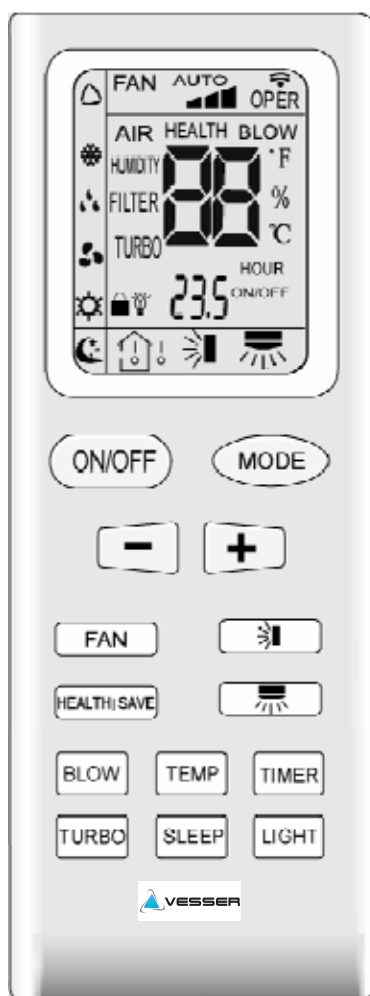 FAN AUTO
OPER
AIR HEALTH BLOW
HUMIDITY 88 °F
FILTER %
TURBO °C
HOUR
23.5 ON/OFF
ON/OFF MODE
- +
FAN
HEALTH|SAVE
BLOW TEMP TIMER
TURBO SLEEP LIGHT
VESSER